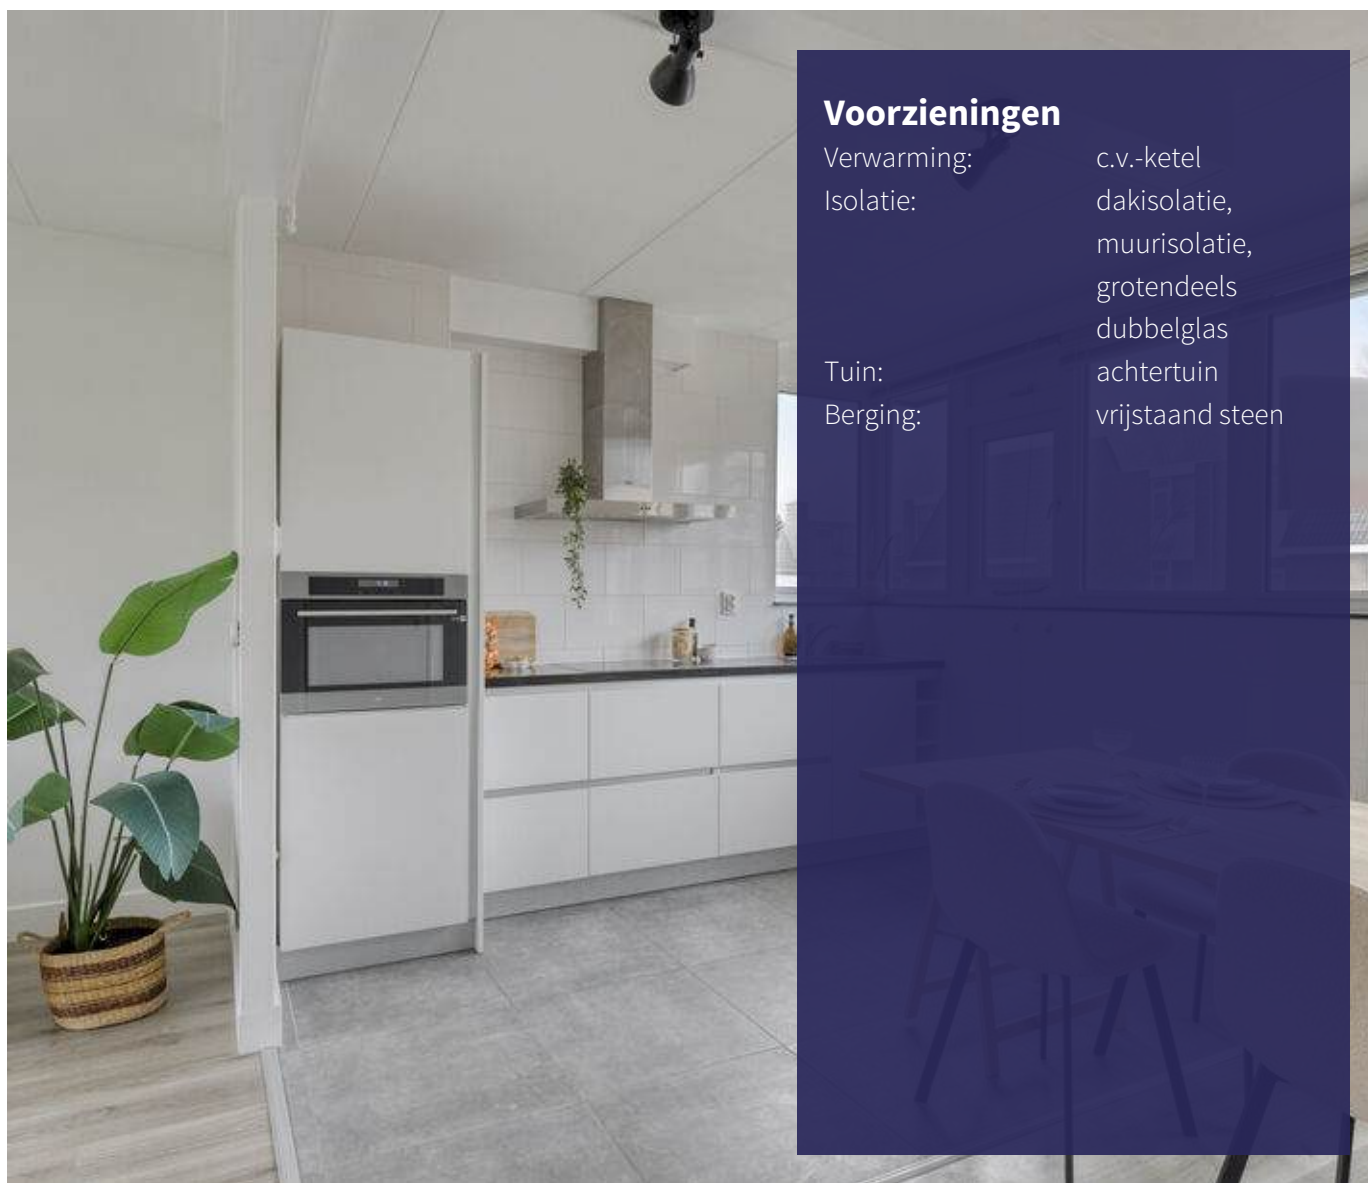 Voorzieningen
Verwarming: c.v.-ketel
Isolatie: dakisolatie,
muurisolatie,
grotendeels
dubbelglas
Tuin: achtertuin
Berging: vrijstaand steen